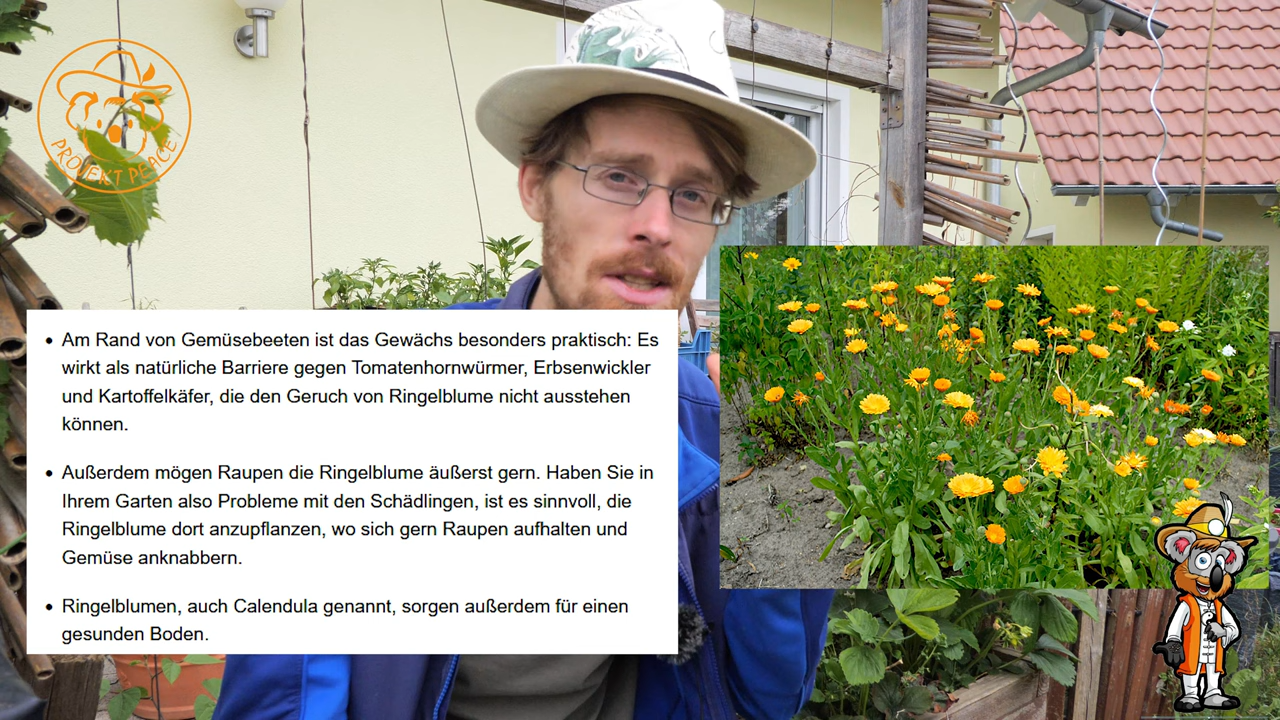 PROJEKT PEACE
• Am Rand von Gemüsebeeten ist das Gewächs besonders praktisch: Es
wirkt als natürliche Barriere gegen Tomatenhornwürmer, Erbsenwickler
und Kartoffelkäfer, die den Geruch von Ringelblume nicht ausstehen
können.
• Außerdem mögen Raupen die Ringelblume äußerst gern. Haben Sie in
Ihrem Garten also Probleme mit den Schädlingen, ist es sinnvoll, die
Ringelblume dort anzupflanzen, wo sich gern Raupen aufhalten und
Gemüse anknabbern.
• Ringelblumen, auch Calendula genannt, sorgen außerdem für einen
gesunden Boden.